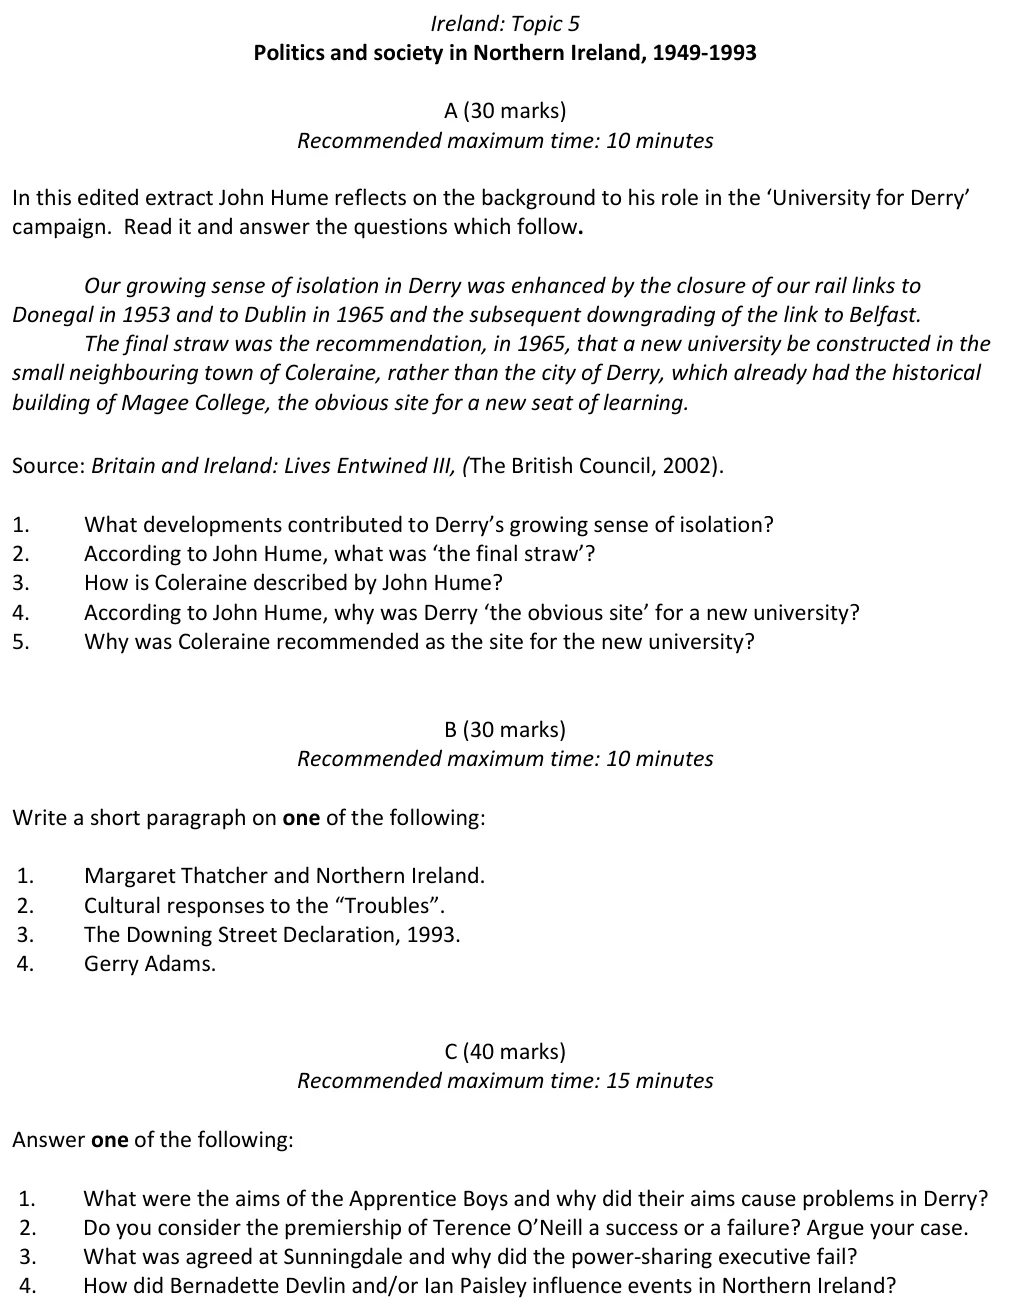 Ireland: Topic 5
Politics and society in Northern Ireland, 1949-1993
A (30 marks)
Recommended maximum time: 10 minutes
In this edited extract John Hume reflects on the background to his role in the ‘University for Derry’
campaign.  Read it and answer the questions which follow.
Our growing sense of isolation in Derry was enhanced by the closure of our rail links to
Donegal in 1953 and to Dublin in 1965 and the subsequent downgrading of the link to Belfast.
The final straw was the recommendation, in 1965, that a new university be constructed in the
small neighbouring town of Coleraine, rather than the city of Derry, which already had the historical
building of Magee College, the obvious site for a new seat of learning.
Source: Britain and Ireland: Lives Entwined III, (The British Council, 2002).
1. What developments contributed to Derry’s growing sense of isolation?
2. According to John Hume, what was ‘the final straw’?
3. How is Coleraine described by John Hume?
4. According to John Hume, why was Derry ‘the obvious site’ for a new university?
5. Why was Coleraine recommended as the site for the new university?
B (30 marks)
Recommended maximum time: 10 minutes
Write a short paragraph on one of the following:
1. Margaret Thatcher and Northern Ireland.
2. Cultural responses to the “Troubles”.
3. The Downing Street Declaration, 1993.
4. Gerry Adams.
C (40 marks)
Recommended maximum time: 15 minutes
Answer one of the following:
1. What were the aims of the Apprentice Boys and why did their aims cause problems in Derry?
2. Do you consider the premiership of Terence O’Neill a success or a failure? Argue your case.
3. What was agreed at Sunningdale and why did the power-sharing executive fail?
4. How did Bernadette Devlin and/or Ian Paisley influence events in Northern Ireland?